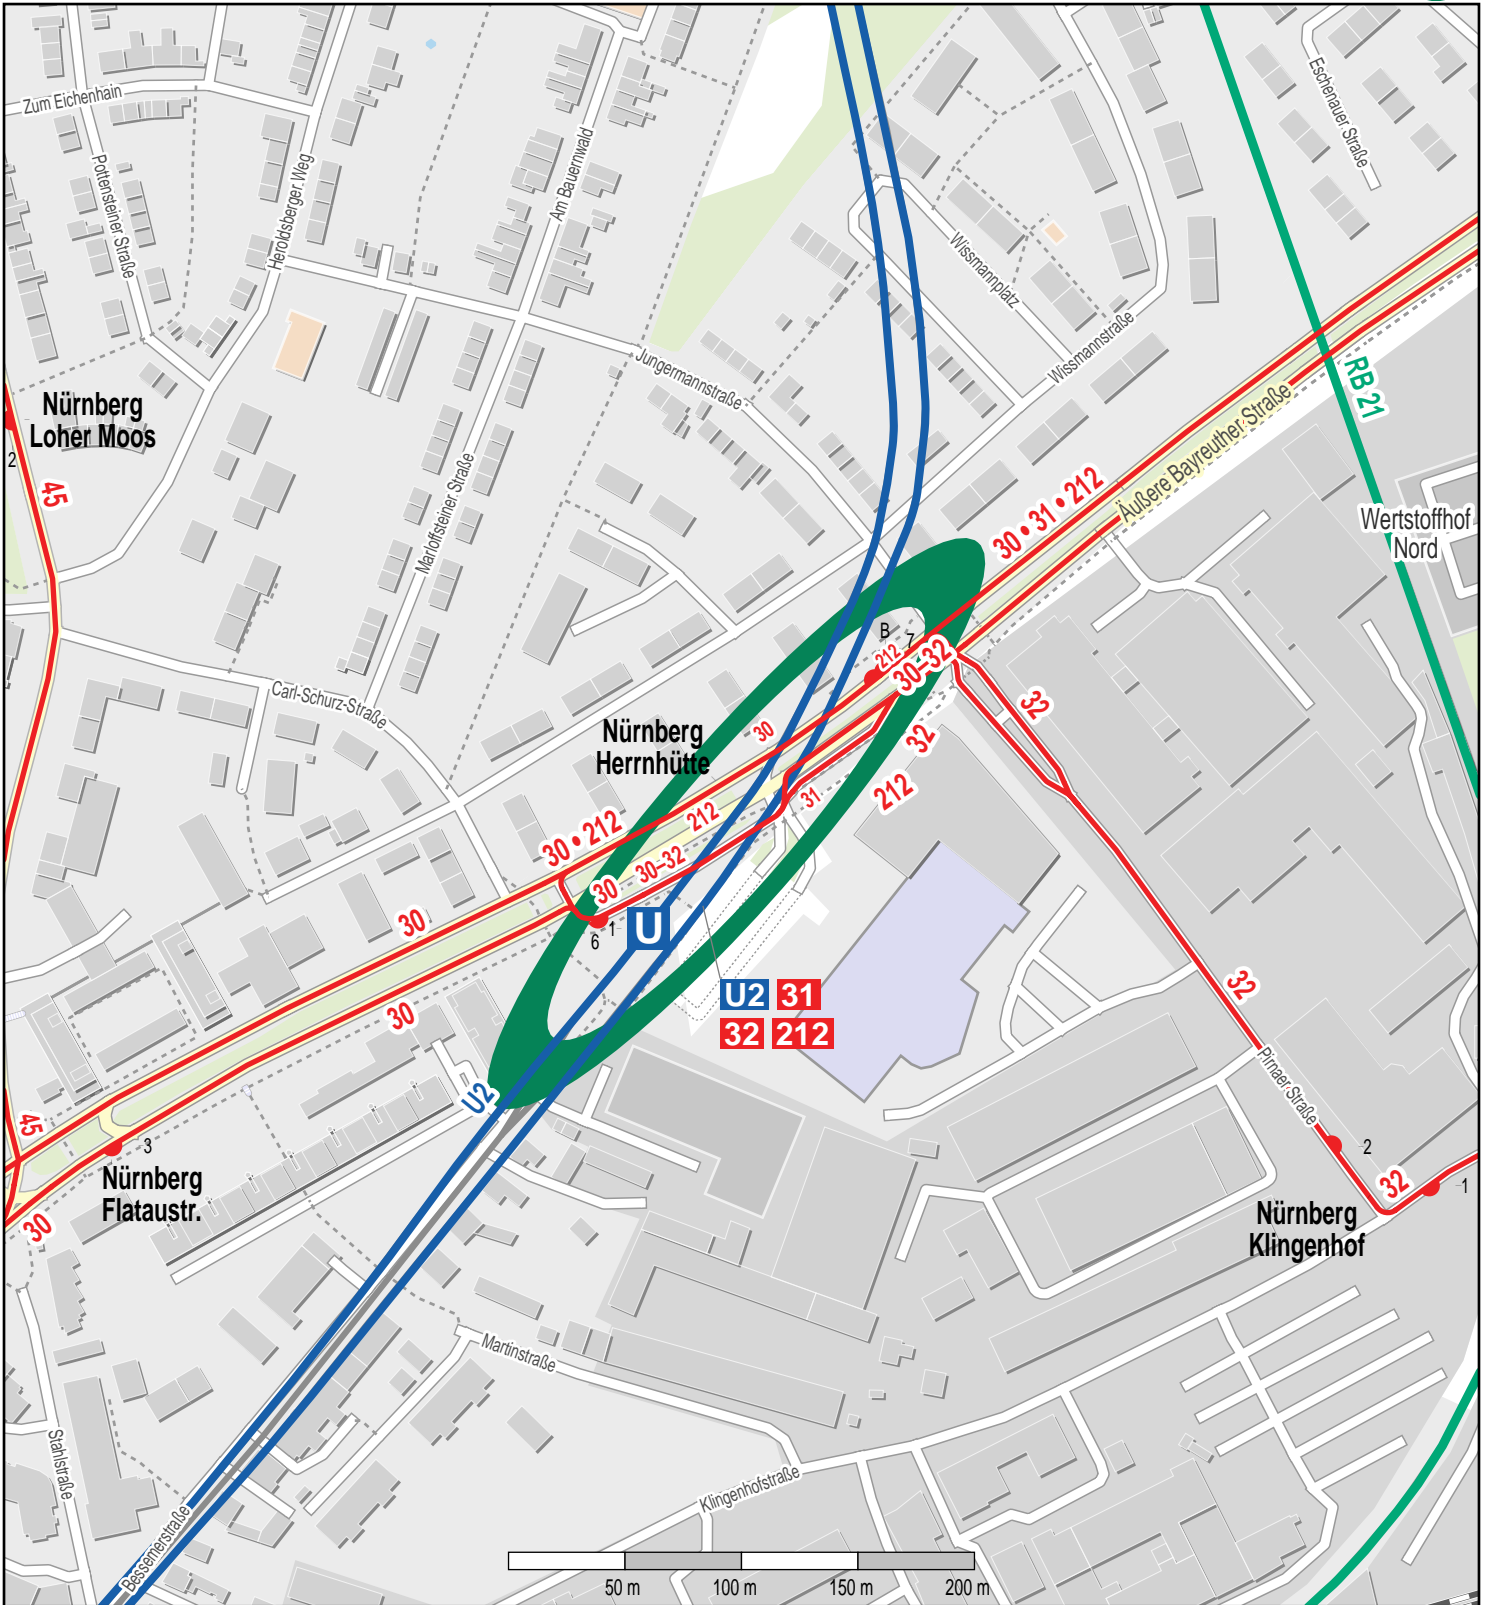 Zum Eichenhain
Pottensteiner Straße
Heroldsberger Weg
Am Bauernwald
Eschenauer Straße
Wissmannplatz
Wissmannstraße
Jungermannstraße
RB 21
Nürnberg
Loher Moos
2
45
Äußere Bayreuther Straße
Marloffsteiner Straße
30 • 31 • 212
Wertstoffhof
Nord
B
7
212
30–32
Carl-Schurz-Straße
32
Nürnberg
Herrnhütte
30
32
212
31
212
30 • 212
30–32
30
30
1
6
U
U2 31
32 212
32
30
U2
45
3
Nürnberg
Flataustr.
30
Pirnaer Straße
2
32
1
Nürnberg
Klingenhof
Martinstraße
Stahlstraße
Klingenhofstraße
Bessemerstraße
50 m
100 m
150 m
200 m